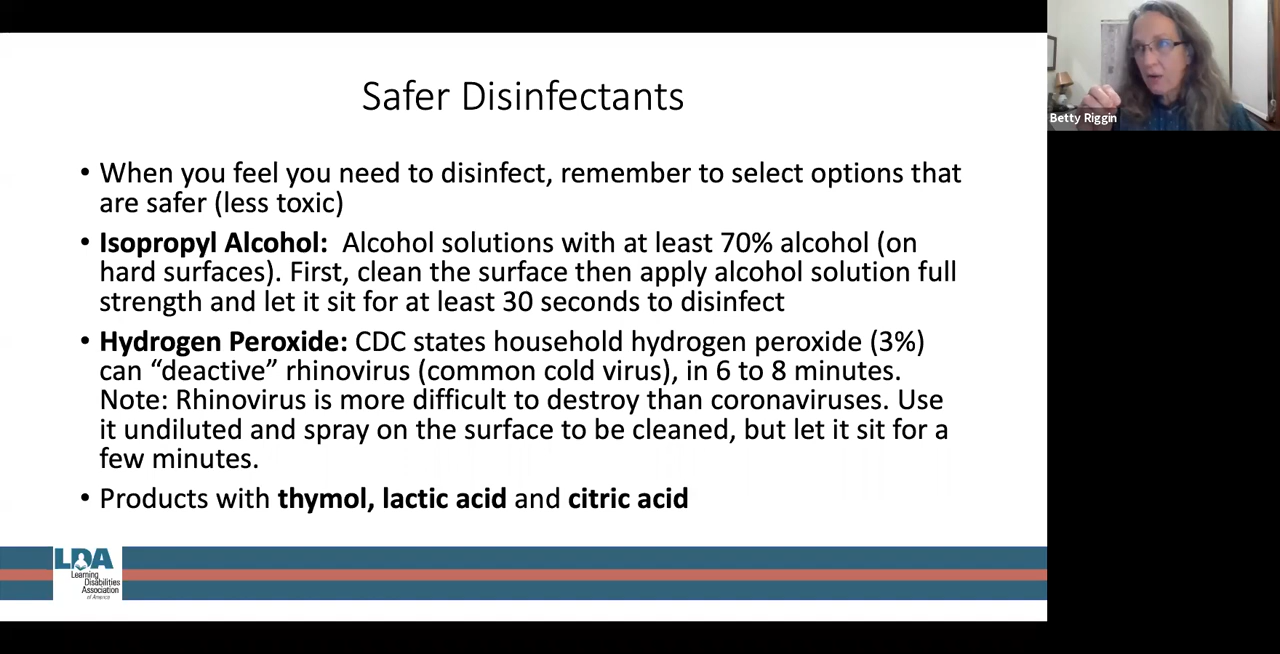 Safer Disinfectants
• When you feel you need to disinfect, remember to select options that
are safer (less toxic)
• Isopropyl Alcohol:  Alcohol solutions with at least 70% alcohol (on
hard surfaces). First, clean the surface then apply alcohol solution full
strength and let it sit for at least 30 seconds to disinfect
• Hydrogen Peroxide: CDC states household hydrogen peroxide (3%)
can “deactive” rhinovirus (common cold virus), in 6 to 8 minutes.
Note: Rhinovirus is more difficult to destroy than coronaviruses. Use
it undiluted and spray on the surface to be cleaned, but let it sit for a
few minutes.
• Products with thymol, lactic acid and citric acid
LDA
Learning
Disabilities
Association
of America
Betty Riggin